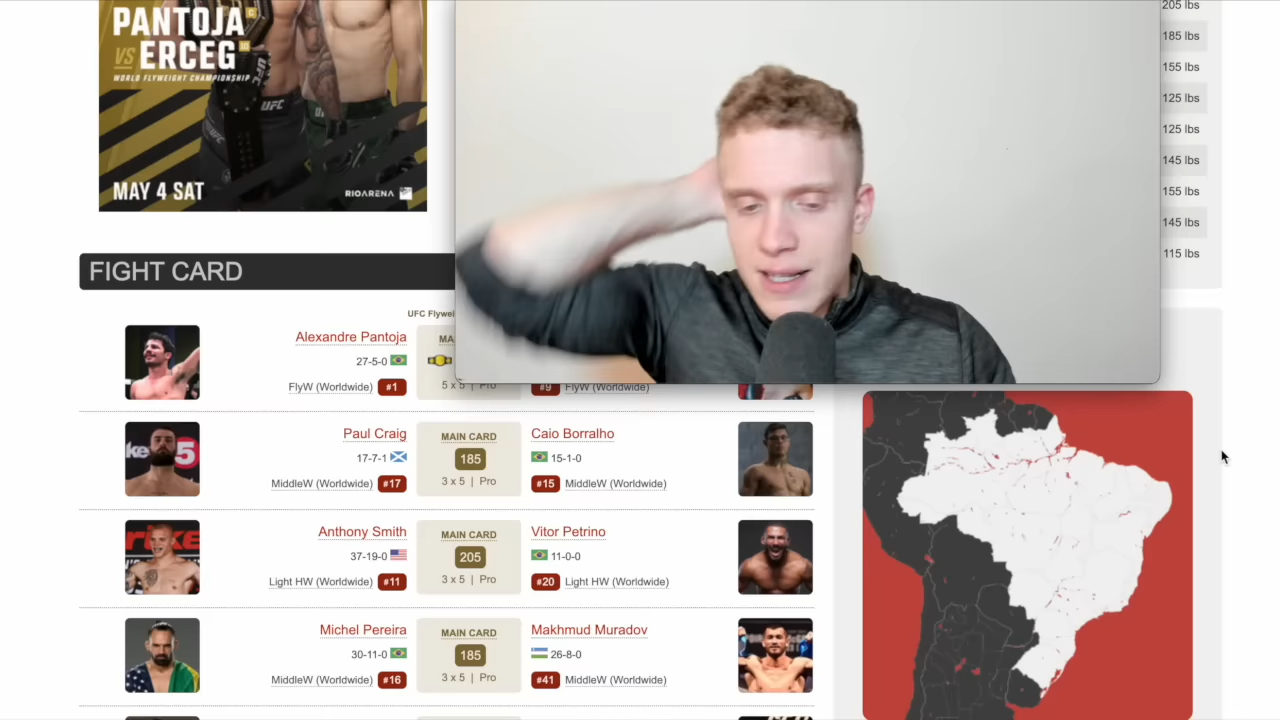 PANTOJA
VS ERCEG
WORLD FLYWEIGHT CHAMPIONSHIP
UFC
MAY 4 SAT
RIOARENA
205 lbs
185 lbs
155 lbs
125 lbs
125 lbs
145 lbs
155 lbs
145 lbs
115 lbs
FIGHT CARD
UFC Flywei
Alexandre Pantoja
MA
27-5-0
FlyW (Worldwide) #1
5 x 5 | Pro
#9 FlyW (Worldwide)
Paul Craig
MAIN CARD
Caio Borralho
17-7-1
185
15-1-0
MiddleW (Worldwide) #17
3 x 5 | Pro
#15 MiddleW (Worldwide)
Anthony Smith
MAIN CARD
Vitor Petrino
37-19-0
205
11-0-0
Light HW (Worldwide) #11
3 x 5 | Pro
#20 Light HW (Worldwide)
Michel Pereira
MAIN CARD
Makhmud Muradov
30-11-0
185
26-8-0
MiddleW (Worldwide) #16
3 x 5 | Pro
#41 MiddleW (Worldwide)